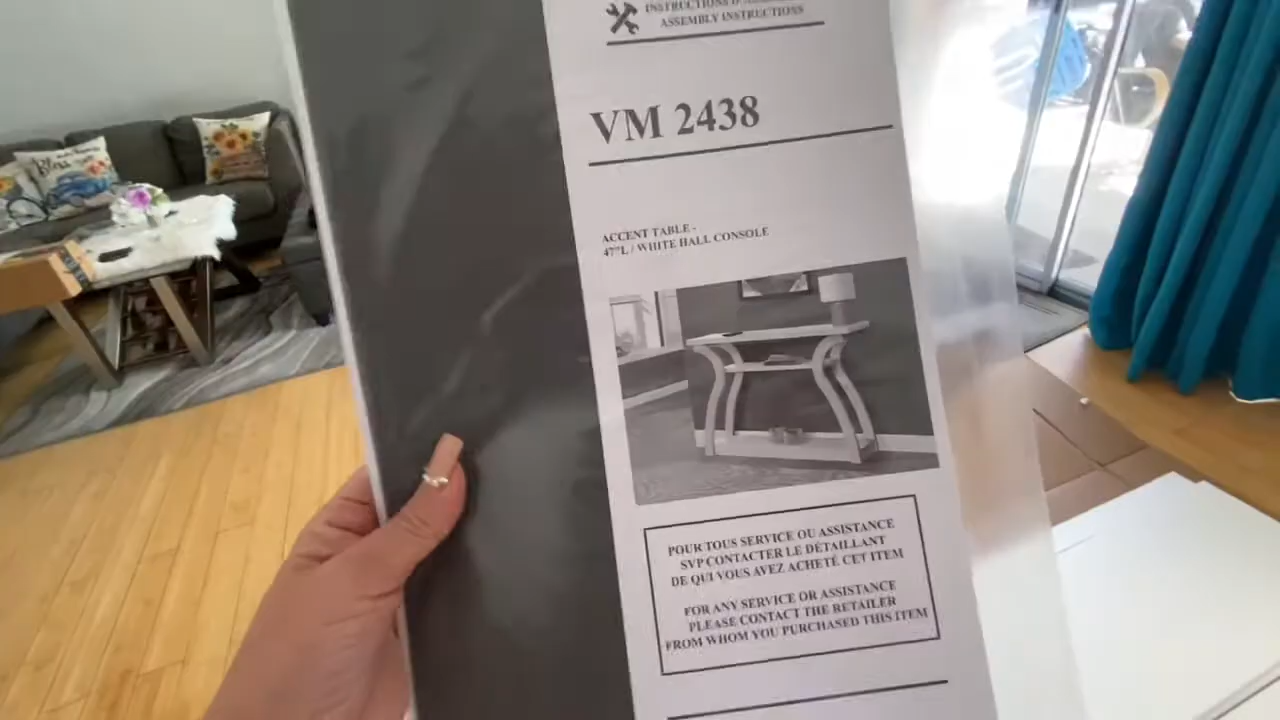 INSTRUCTIONS
ASSEMBLY INSTRUCTIONS
VM 2438
ACCENT TABLE -
47"L / WHITE HALL CONSOLE
POUR TOUS SERVICE OU ASSISTANCE
SVP CONTACTER LE DÉTAILLANT
DE QUI VOUS AVEZ ACHETÉ CET ITEM
FOR ANY SERVICE OR ASSISTANCE
PLEASE CONTACT THE RETAILER
FROM WHOM YOU PURCHASED THIS ITEM